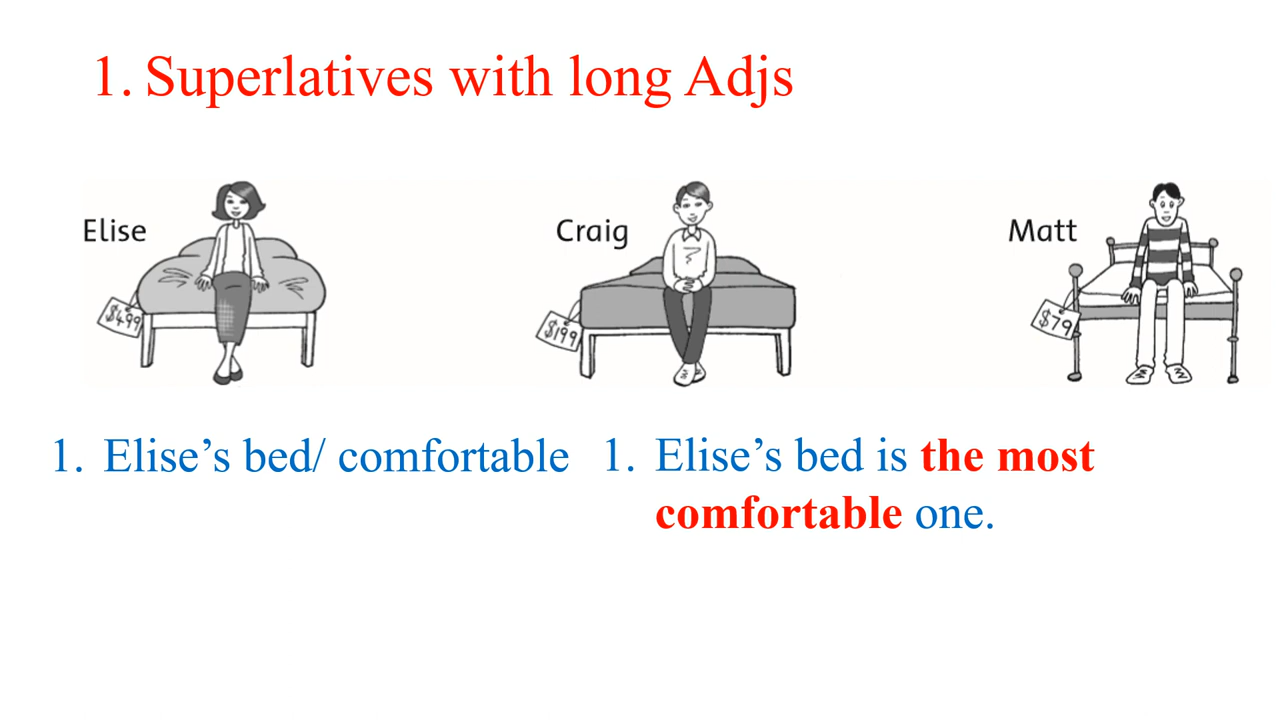 1. Superlatives with long Adjs
Elise
Craig
Matt
$499
$199
$79
1. Elise’s bed/ comfortable
1. Elise’s bed is the most
comfortable one.